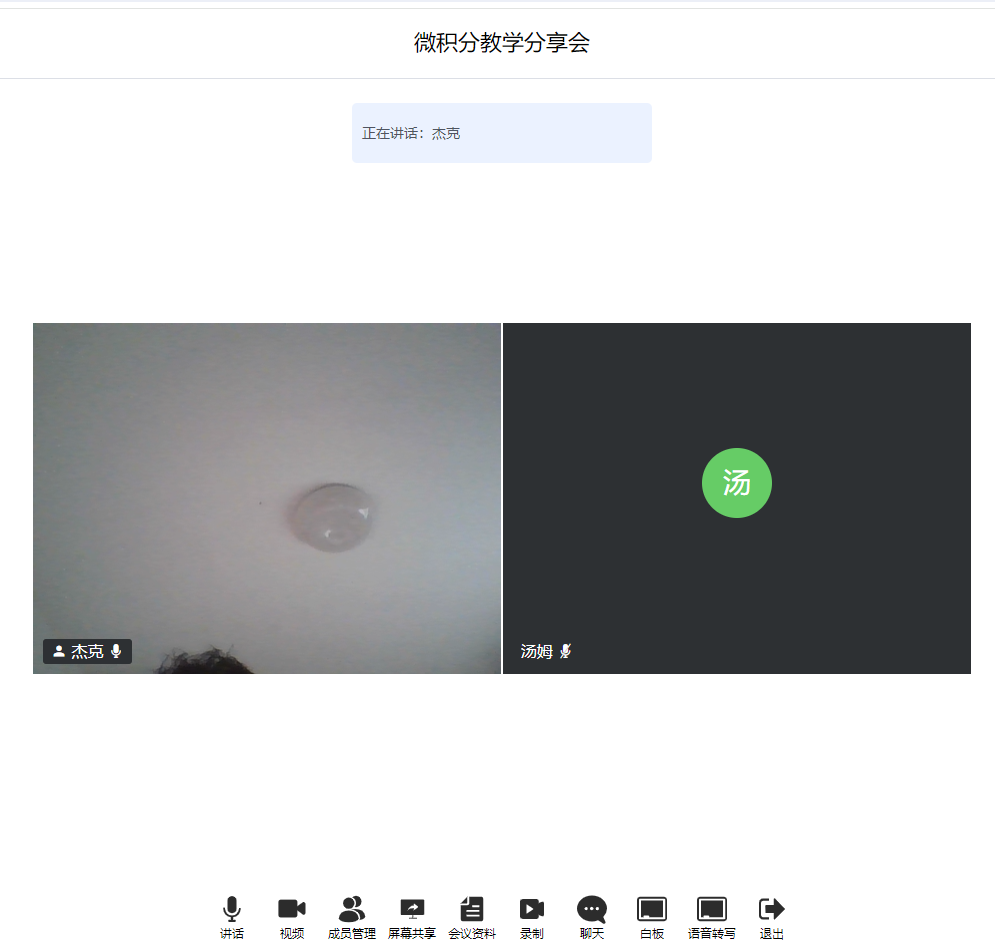 微积分教学分享会
正在讲话：杰克
汤
杰克
汤姆
讲话 视频 成员管理 屏幕共享 会议资料 录制 聊天 白板 语音转写 退出